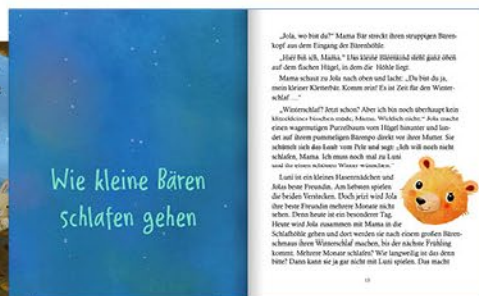 Wie kleine Bären
schlafen gehen
„Jola, wo bist du?“ Mama Bär streckt ihren struppigen Bären-
kopf aus dem Eingang der Bärenhöhle.
„Hier bin ich, Mama.“ Das kleine Bärenkind steht ganz oben
auf dem flachen Hügel, in dem die Höhle liegt.
Mama schaut zu Jola nach oben und lacht: „Da bist du ja,
mein kleiner Kletterbär. Komm rein! Es ist Zeit für den Winter-
schlaf …“
„Winterschlaf? Jetzt schon? Aber ich bin noch überhaupt kein
klitzekleines bisschen müde, Mama. Wirklich nicht.“ Jola macht
einen wagemutigen Purzelbaum vom Hügel hinunter und lan-
det auf ihrem pummeligen Bärenpo direkt vor ihrer Mutter. Sie
schüttelt sich das Laub vom Pelz und sagt: „Ich will noch nicht
schlafen, Mama. Ich muss noch mal zu Luni
und ihr einen schönen Winter wünschen.“
Luni ist ein kleines Hasenmädchen und
Jolas beste Freundin. Am liebsten spielen
die beiden Verstecken. Doch jetzt wird Jola
ihre beste Freundin mehrere Monate nicht
sehen. Denn heute ist ein besonderer Tag.
Heute wird Jola zusammen mit Mama in die
Schlafhöhle gehen und dort werden sie nach einem großen Bären-
schmaus ihren Winterschlaf machen, bis der nächste Frühling
kommt. Mehrere Monate schlafen? Wie langweilig ist das denn
bitte? Dann kann sie ja gar nicht mit Luni spielen. Das macht